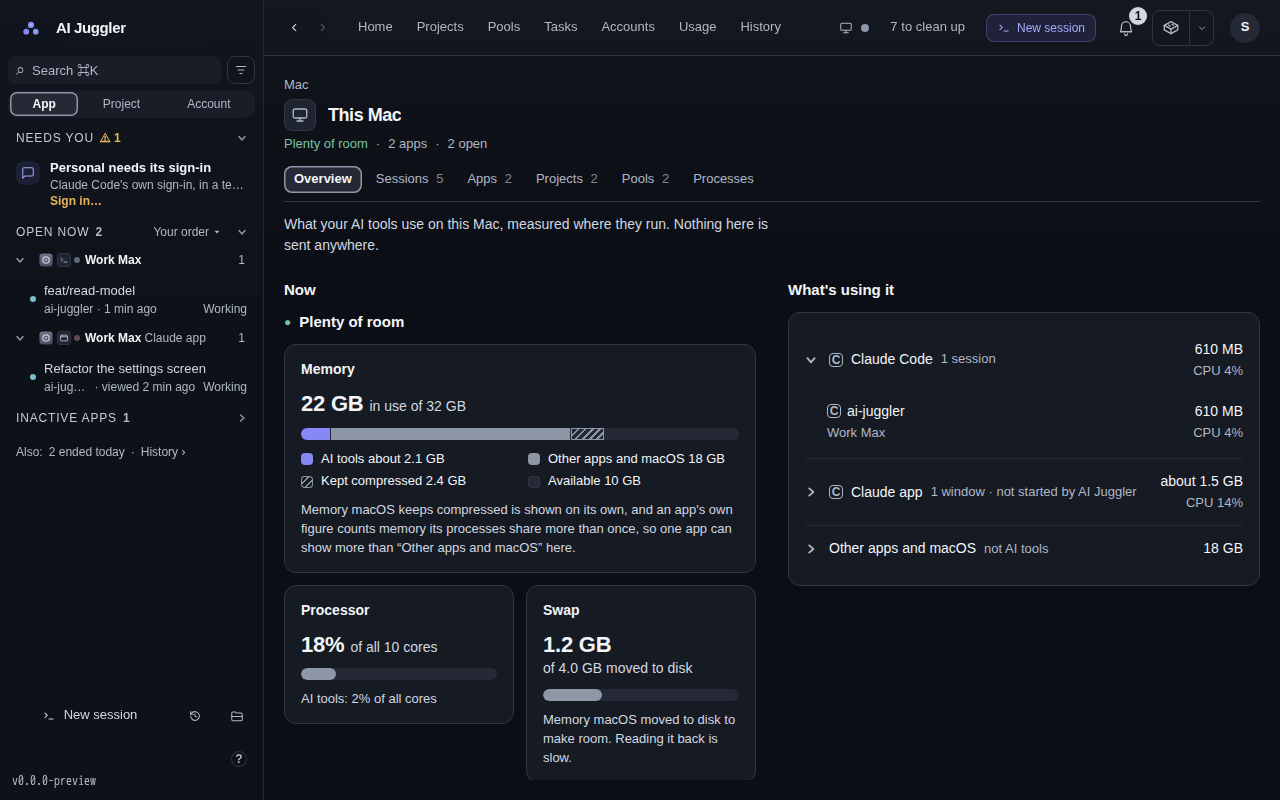 AI Juggler
Search ⌘K
App
Project
Account
NEEDS YOU 1
Personal needs its sign-in
Claude Code's own sign-in, in a te…
Sign in…
OPEN NOW 2
Your order
Work Max 1
feat/read-model
ai-juggler · 1 min ago Working
Work Max Claude app 1
Refactor the settings screen
ai-jug… · viewed 2 min ago Working
INACTIVE APPS 1
Also: 2 ended today · History ›
New session
?
v0.0.0-preview
Home
Projects
Pools
Tasks
Accounts
Usage
History
7 to clean up
New session
1
S
Mac
This Mac
Plenty of room · 2 apps · 2 open
Overview
Sessions 5
Apps 2
Projects 2
Pools 2
Processes
What your AI tools use on this Mac, measured where they run. Nothing here is
sent anywhere.
Now
Plenty of room
Memory
22 GB in use of 32 GB
AI tools about 2.1 GB
Other apps and macOS 18 GB
Kept compressed 2.4 GB
Available 10 GB
Memory macOS keeps compressed is shown on its own, and an app's own
figure counts memory its processes share more than once, so one app can
show more than “Other apps and macOS” here.
Processor
18% of all 10 cores
AI tools: 2% of all cores
Swap
1.2 GB
of 4.0 GB moved to disk
Memory macOS moved to disk to
make room. Reading it back is
slow.
What's using it
C Claude Code 1 session 610 MB
CPU 4%
C ai-juggler 610 MB
Work Max CPU 4%
C Claude app 1 window · not started by AI Juggler about 1.5 GB
CPU 14%
Other apps and macOS not AI tools 18 GB